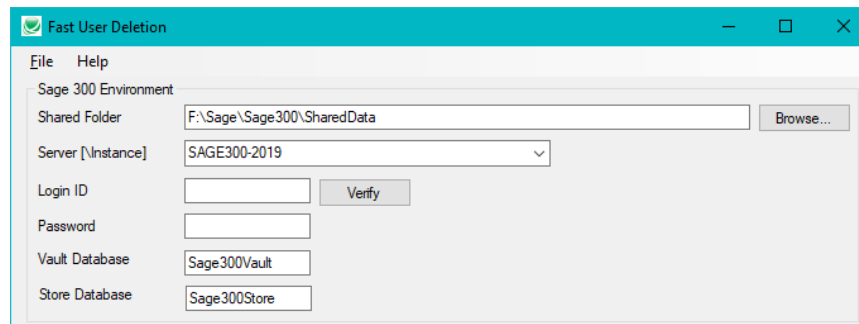 Fast User Deletion
File Help
Sage 300 Environment
Shared Folder F:\Sage\Sage300\SharedData Browse...
Server [\Instance] SAGE300-2019
Login ID Verify
Password
Vault Database Sage300Vault
Store Database Sage300Store